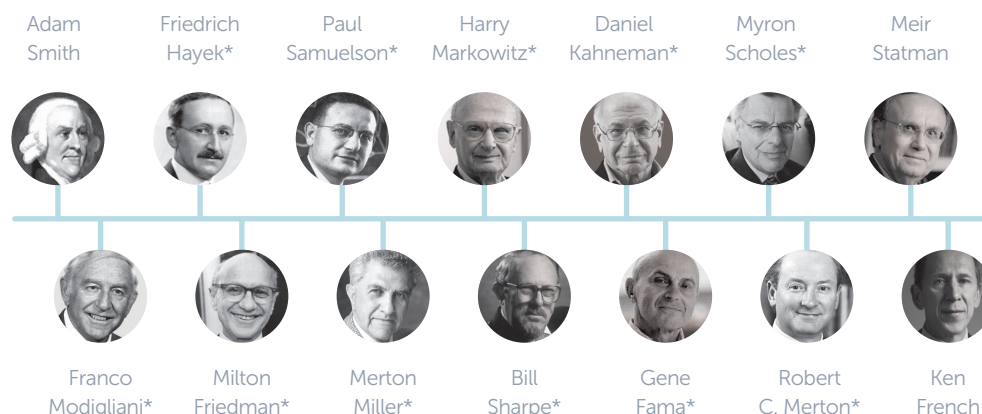 Adam
Smith
Friedrich
Hayek*
Paul
Samuelson*
Harry
Markowitz*
Daniel
Kahneman*
Myron
Scholes*
Meir
Statman
Franco
Modigliani*
Milton
Friedman*
Merton
Miller*
Bill
Sharpe*
Gene
Fama*
Robert
C. Merton*
Ken
French